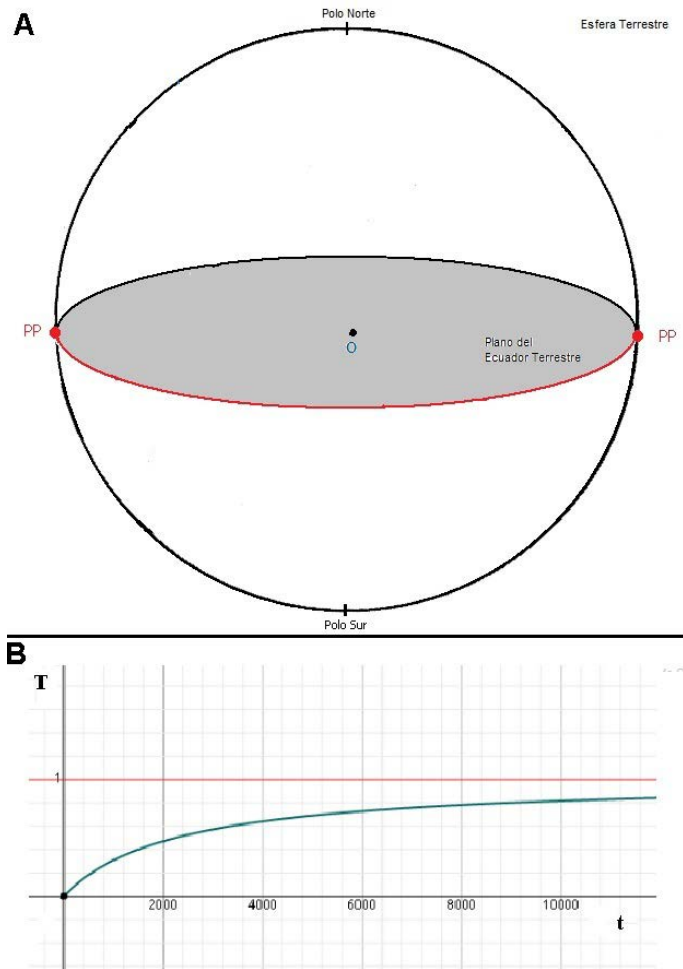 A
Polo Norte
Esfera Terrestre
PP
PP
O
Plano del
Ecuador Terrestre
Polo Sur
B
T
1
2000
4000
6000
8000
10000
t